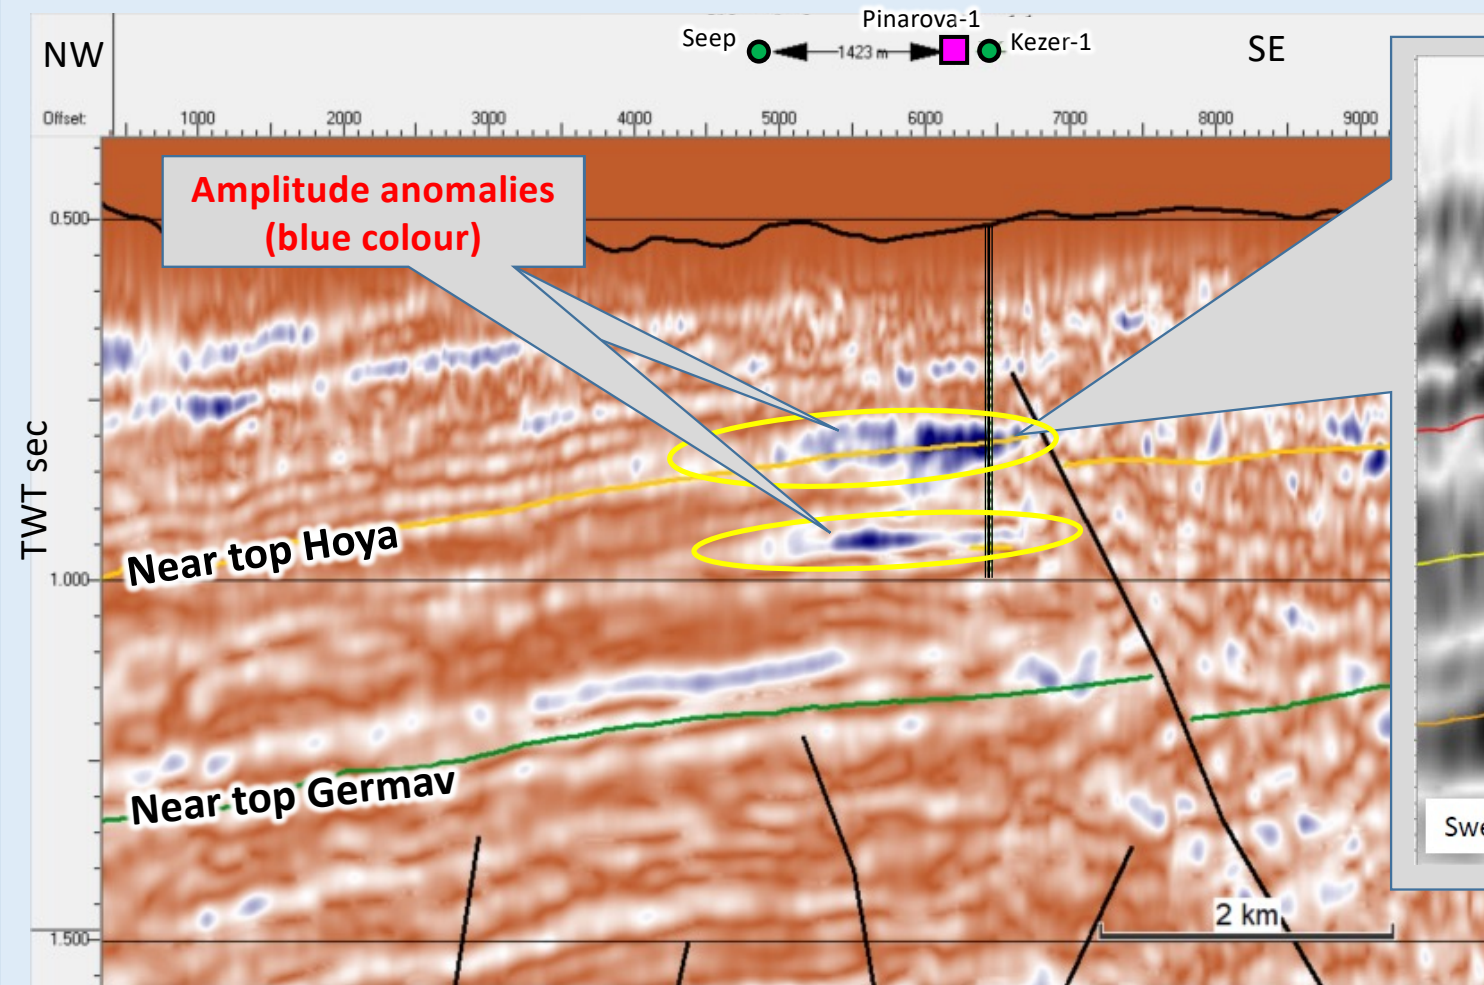 Pinarova-1
Seep
1423 m
Kezer-1
NW
SE
Offset:
1000
2000
3000
4000
5000
6000
7000
8000
9000
Amplitude anomalies
(blue colour)
0.500
TWT sec
Near top Hoya
1.000
Near top Germav
2 km
1.500